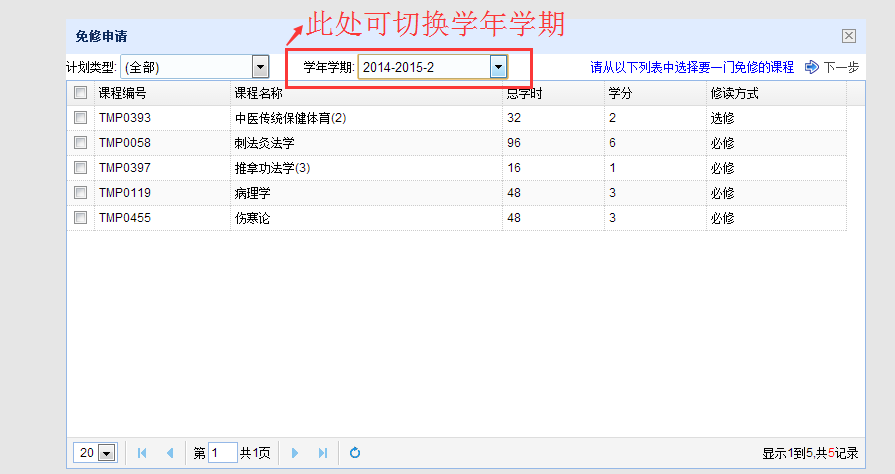 此处可切换学年学期
免修申请
计划类型: (全部) 学年学期: 2014-2015-2 请从以下列表中选择要一门免修的课程 下一步
课程编号 课程名称 总学时 学分 修读方式
TMP0393 中医传统保健体育(2) 32 2 选修
TMP0058 刺法灸法学 96 6 必修
TMP0397 推拿功法学(3) 16 1 必修
TMP0119 病理学 48 3 必修
TMP0455 伤寒论 48 3 必修
20 第 1 共1页 显示1到5,共5记录